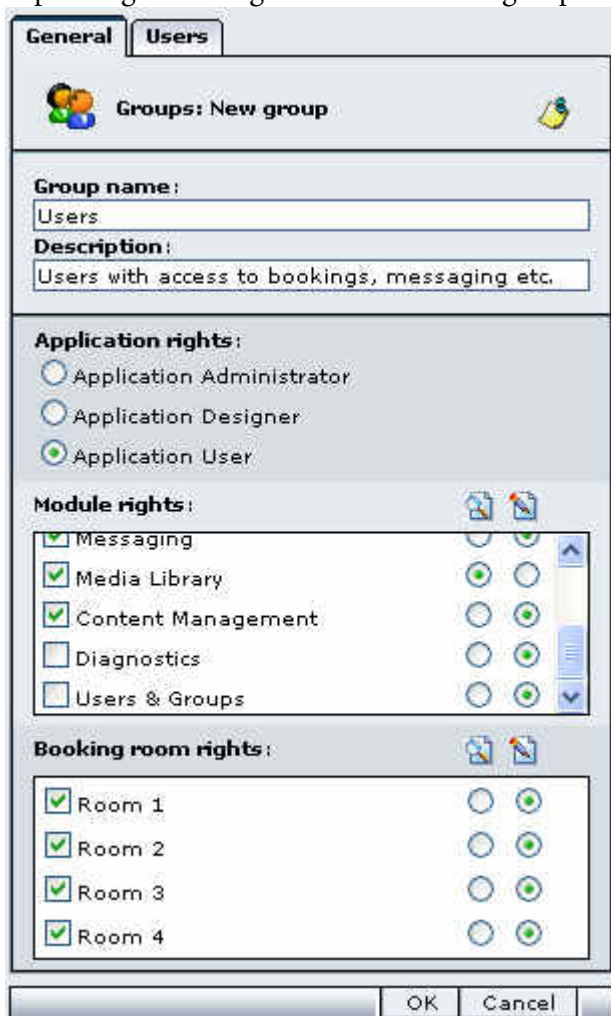 General Users
Groups: New group
Group name:
Users
Description:
Users with access to bookings, messaging etc.
Application rights:
Application Administrator
Application Designer
Application User
Module rights:
Messaging
Media Library
Content Management
Diagnostics
Users & Groups
Booking room rights:
Room 1
Room 2
Room 3
Room 4
OK Cancel